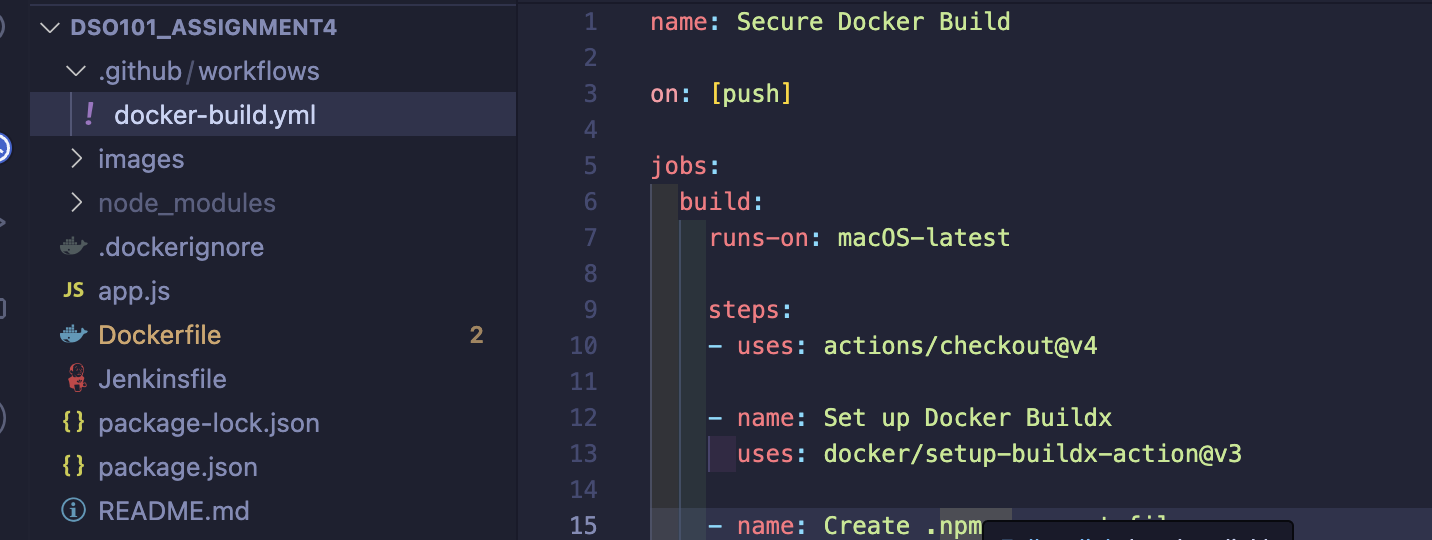 DSO101_ASSIGNMENT4
.github/workflows
! docker-build.yml
images
node_modules
.dockerignore
JS app.js
Dockerfile 2
Jenkinsfile
{} package-lock.json
{} package.json
README.md
1 name: Secure Docker Build
2
3 on: [push]
4
5 jobs:
6 build:
7 runs-on: macOS-latest
8
9 steps:
10 - uses: actions/checkout@v4
11
12 - name: Set up Docker Buildx
13 uses: docker/setup-buildx-action@v3
14
15 - name: Create .npm